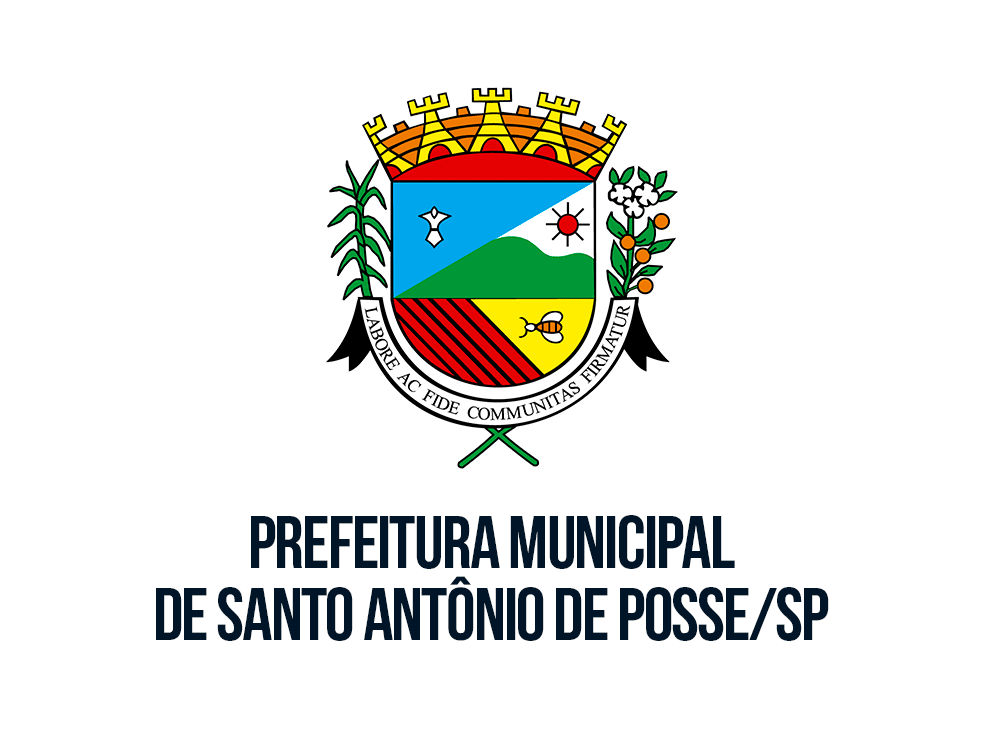 LABORE AC FIDE COMMUNITAS FIRMATUR
PREFEITURA MUNICIPAL
DE SANTO ANTÔNIO DE POSSE/SP